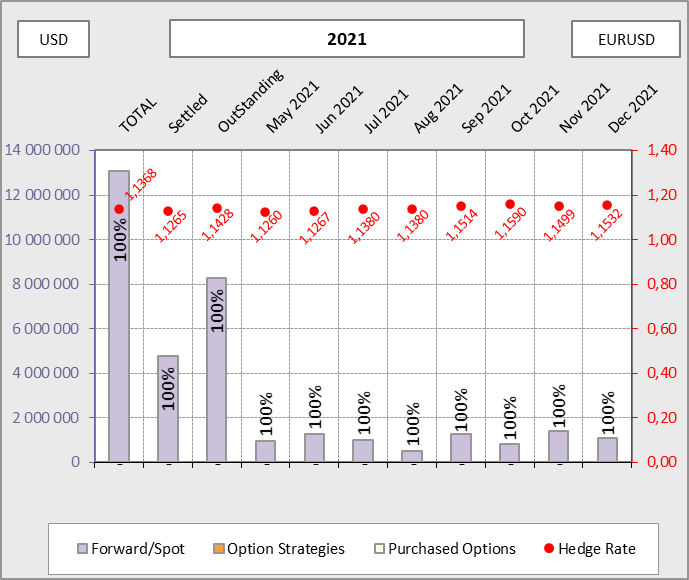 USD
2021
EURUSD
TOTAL
Settled
OutStanding
May 2021
Jun 2021
Jul 2021
Aug 2021
Sep 2021
Oct 2021
Nov 2021
Dec 2021
14 000 000
12 000 000
10 000 000
8 000 000
6 000 000
4 000 000
2 000 000
0
1,40
1,20
1,00
0,80
0,60
0,40
0,20
0,00
1,1368
1,1265
1,1428
1,1260
1,1267
1,1380
1,1380
1,1514
1,1590
1,1499
1,1532
100%
100%
100%
100%
100%
100%
100%
100%
100%
100%
100%
Forward/Spot
Option Strategies
Purchased Options
Hedge Rate